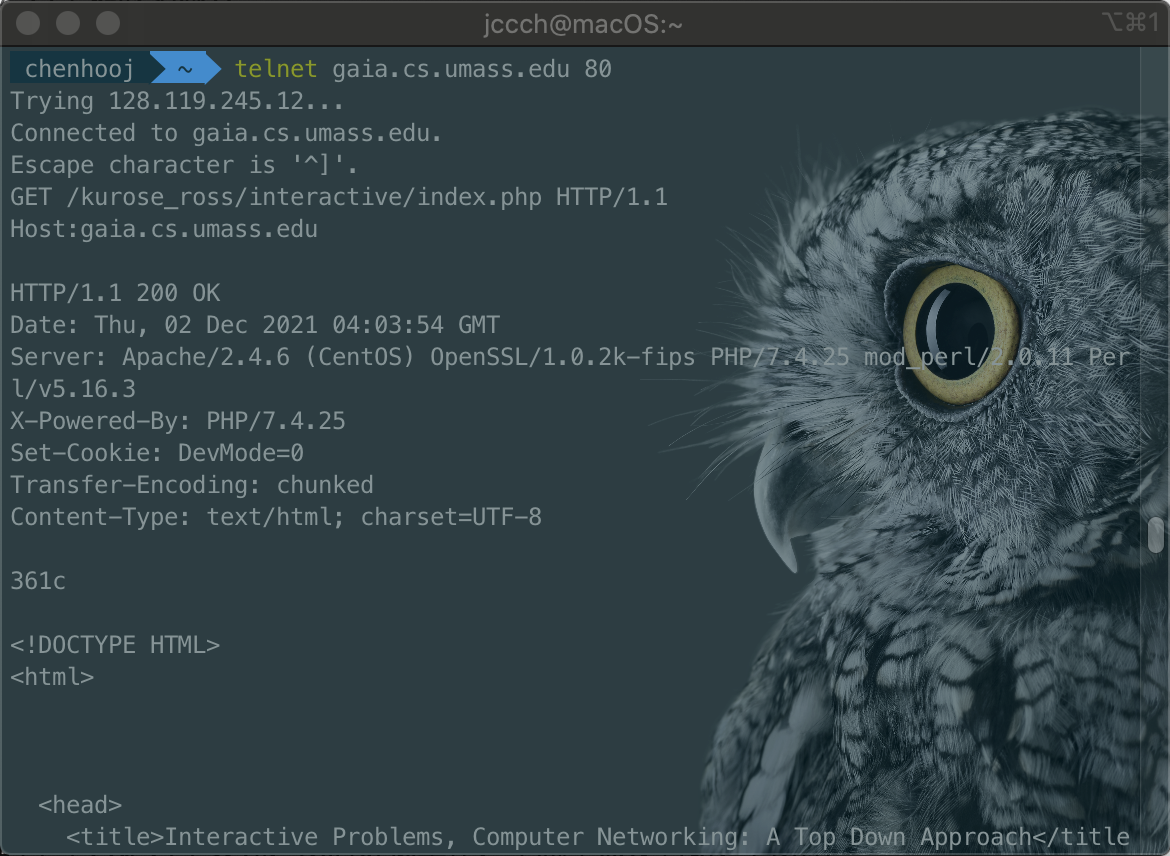 jccch@macOS:~ ⌥⌘1
chenhooj ~ telnet gaia.cs.umass.edu 80
Trying 128.119.245.12...
Connected to gaia.cs.umass.edu.
Escape character is '^]'.
GET /kurose_ross/interactive/index.php HTTP/1.1
Host:gaia.cs.umass.edu

HTTP/1.1 200 OK
Date: Thu, 02 Dec 2021 04:03:54 GMT
Server: Apache/2.4.6 (CentOS) OpenSSL/1.0.2k-fips PHP/7.4.25 mod_perl/2.0.11 Per
l/v5.16.3
X-Powered-By: PHP/7.4.25
Set-Cookie: DevMode=0
Transfer-Encoding: chunked
Content-Type: text/html; charset=UTF-8

361c

<!DOCTYPE HTML>
<html>

  <head>
    <title>Interactive Problems, Computer Networking: A Top Down Approach</title